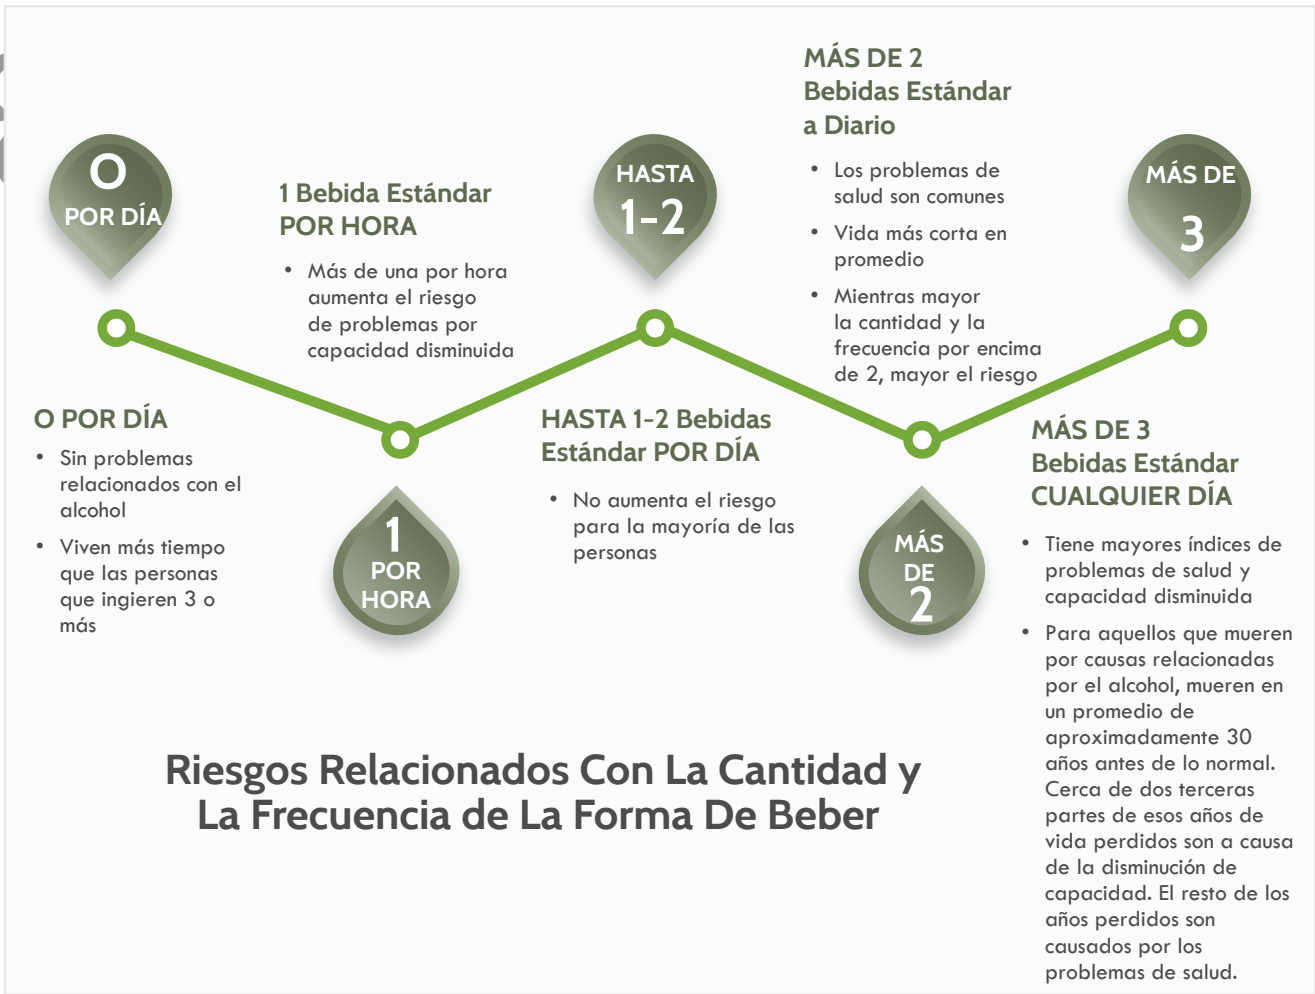 0
POR DÍA
0 POR DÍA
• Sin problemas
relacionados con el
alcohol
• Viven más tiempo
que las personas
que ingieren 3 o
más
1 Bebida Estándar
POR HORA
• Más de una por hora
aumenta el riesgo
de problemas por
capacidad disminuida
1
POR
HORA
HASTA
1-2
HASTA 1-2 Bebidas
Estándar POR DÍA
• No aumenta el riesgo
para la mayoría de las
personas
MÁS DE 2
Bebidas Estándar
a Diario
• Los problemas de
salud son comunes
• Vida más corta en
promedio
• Mientras mayor
la cantidad y la
frecuencia por encima
de 2, mayor el riesgo
MÁS
DE
2
MÁS DE
3
MÁS DE 3
Bebidas Estándar
CUALQUIER DÍA
• Tiene mayores índices de
problemas de salud y
capacidad disminuida
• Para aquellos que mueren
por causas relacionadas
por el alcohol, mueren en
un promedio de
aproximadamente 30
años antes de lo normal.
Cerca de dos terceras
partes de esos años de
vida perdidos son a causa
de la disminución de
capacidad. El resto de los
años perdidos son
causados por los
problemas de salud.
Riesgos Relacionados Con La Cantidad y
La Frecuencia de La Forma De Beber